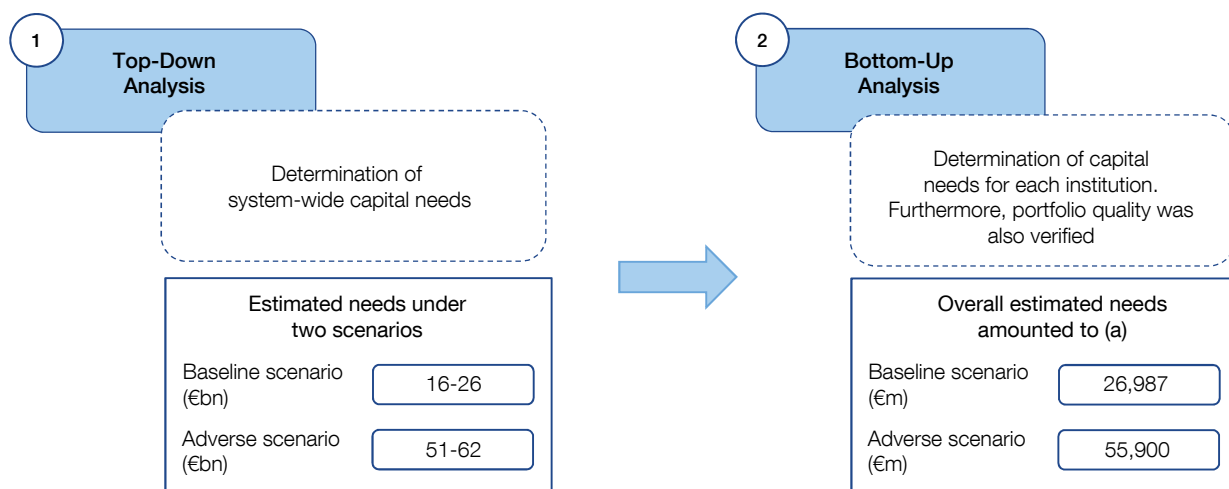 1
Top-Down
Analysis
Determination of
system-wide capital needs
Estimated needs under
two scenarios
Baseline scenario
(€bn)
16-26
Adverse scenario
(€bn)
51-62
2
Bottom-Up
Analysis
Determination of capital
needs for each institution.
Furthermore, portfolio quality was
also verified
Overall estimated needs
amounted to (a)
Baseline scenario
(€m)
26,987
Adverse scenario
(€m)
55,900